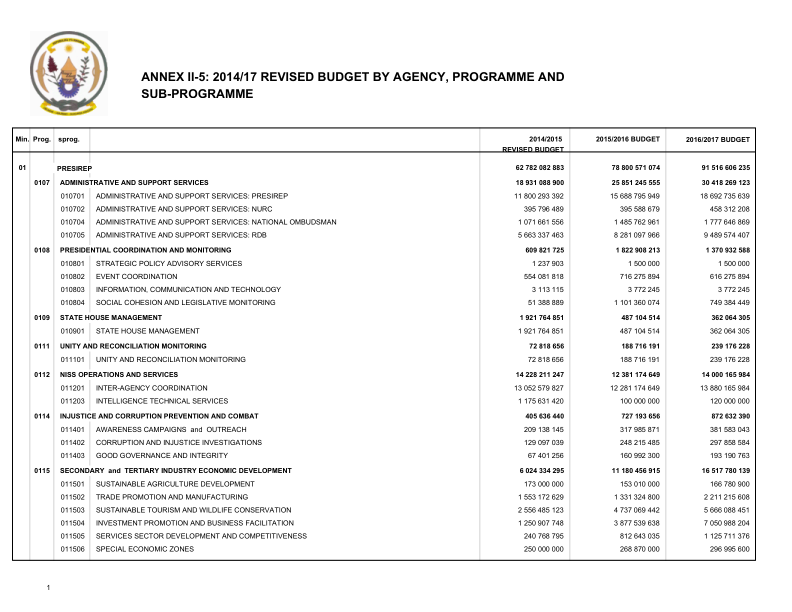 ANNEX II-5: 2014/17 REVISED BUDGET BY AGENCY, PROGRAMME AND
SUB-PROGRAMME
Min. Prog. sprog. 2014/2015 REVISED BUDGET 2015/2016 BUDGET 2016/2017 BUDGET
01 PRESIREP 62 782 082 883 78 800 571 074 91 516 606 235
0107 ADMINISTRATIVE AND SUPPORT SERVICES 18 931 088 900 25 851 245 555 30 418 269 123
010701 ADMINISTRATIVE AND SUPPORT SERVICES: PRESIREP 11 800 293 392 15 688 795 949 18 692 735 639
010702 ADMINISTRATIVE AND SUPPORT SERVICES: NURC 395 796 489 395 588 679 458 312 208
010704 ADMINISTRATIVE AND SUPPORT SERVICES: NATIONAL OMBUDSMAN 1 071 661 556 1 485 762 961 1 777 646 869
010705 ADMINISTRATIVE AND SUPPORT SERVICES: RDB 5 663 337 463 8 281 097 966 9 489 574 407
0108 PRESIDENTIAL COORDINATION AND MONITORING 609 821 725 1 822 908 213 1 370 932 588
010801 STRATEGIC POLICY ADVISORY SERVICES 1 237 903 1 500 000 1 500 000
010802 EVENT COORDINATION 554 081 818 716 275 894 616 275 894
010803 INFORMATION, COMMUNICATION AND TECHNOLOGY 3 113 115 3 772 245 3 772 245
010804 SOCIAL COHESION AND LEGISLATIVE MONITORING 51 388 889 1 101 360 074 749 384 449
0109 STATE HOUSE MANAGEMENT 1 921 764 851 487 104 514 362 064 305
010901 STATE HOUSE MANAGEMENT 1 921 764 851 487 104 514 362 064 305
0111 UNITY AND RECONCILIATION MONITORING 72 818 656 188 716 191 239 176 228
011101 UNITY AND RECONCILIATION MONITORING 72 818 656 188 716 191 239 176 228
0112 NISS OPERATIONS AND SERVICES 14 228 211 247 12 381 174 649 14 000 165 984
011201 INTER-AGENCY COORDINATION 13 052 579 827 12 281 174 649 13 880 165 984
011203 INTELLIGENCE TECHNICAL SERVICES 1 175 631 420 100 000 000 120 000 000
0114 INJUSTICE AND CORRUPTION PREVENTION AND COMBAT 405 636 440 727 193 656 872 632 390
011401 AWARENESS CAMPAIGNS and OUTREACH 209 138 145 317 985 871 381 583 043
011402 CORRUPTION AND INJUSTICE INVESTIGATIONS 129 097 039 248 215 485 297 858 584
011403 GOOD GOVERNANCE AND INTEGRITY 67 401 256 160 992 300 193 190 763
0115 SECONDARY and TERTIARY INDUSTRY ECONOMIC DEVELOPMENT 6 024 334 295 11 180 456 915 16 517 780 139
011501 SUSTAINABLE AGRICULTURE DEVELOPMENT 173 000 000 153 010 000 166 780 900
011502 TRADE PROMOTION AND MANUFACTURING 1 553 172 629 1 331 324 800 2 211 215 608
011503 SUSTAINABLE TOURISM AND WILDLIFE CONSERVATION 2 556 485 123 4 737 069 442 5 666 088 451
011504 INVESTMENT PROMOTION AND BUSINESS FACILITATION 1 250 907 748 3 877 539 638 7 050 988 204
011505 SERVICES SECTOR DEVELOPMENT AND COMPETITIVENESS 240 768 795 812 643 035 1 125 711 376
011506 SPECIAL ECONOMIC ZONES 250 000 000 268 870 000 296 995 600
1